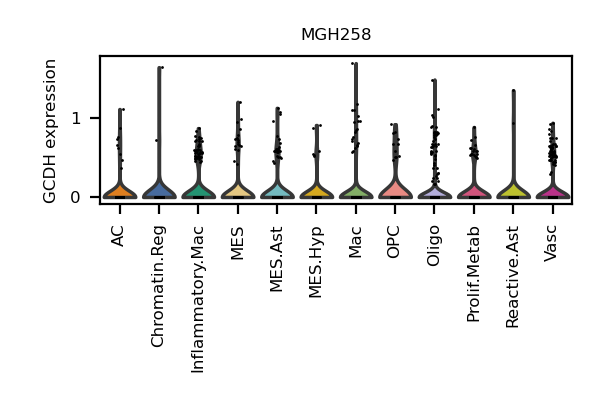 MGH258
GCDH expression
1
0
AC
Chromatin.Reg
Inflammatory.Mac
MES
MES.Ast
MES.Hyp
Mac
OPC
Oligo
Prolif.Metab
Reactive.Ast
Vasc